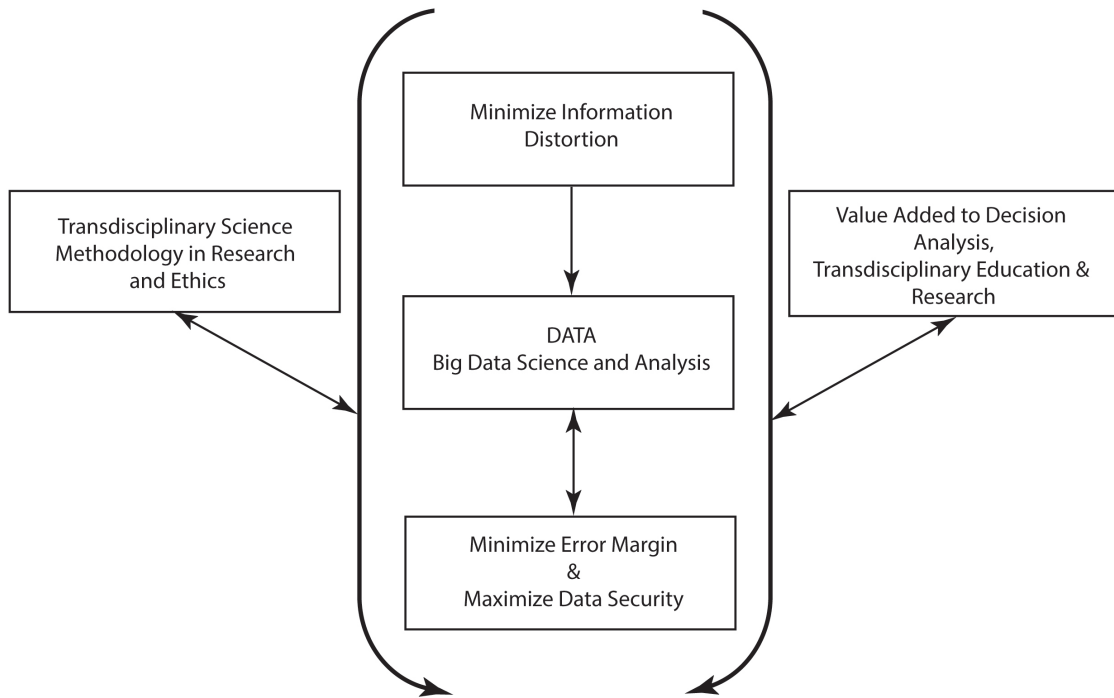 Minimize Information
Distortion
Transdisciplinary Science
Methodology in Research
and Ethics
Value Added to Decision
Analysis,
Transdisciplinary Education &
Research
DATA
Big Data Science and Analysis
Minimize Error Margin
&
Maximize Data Security